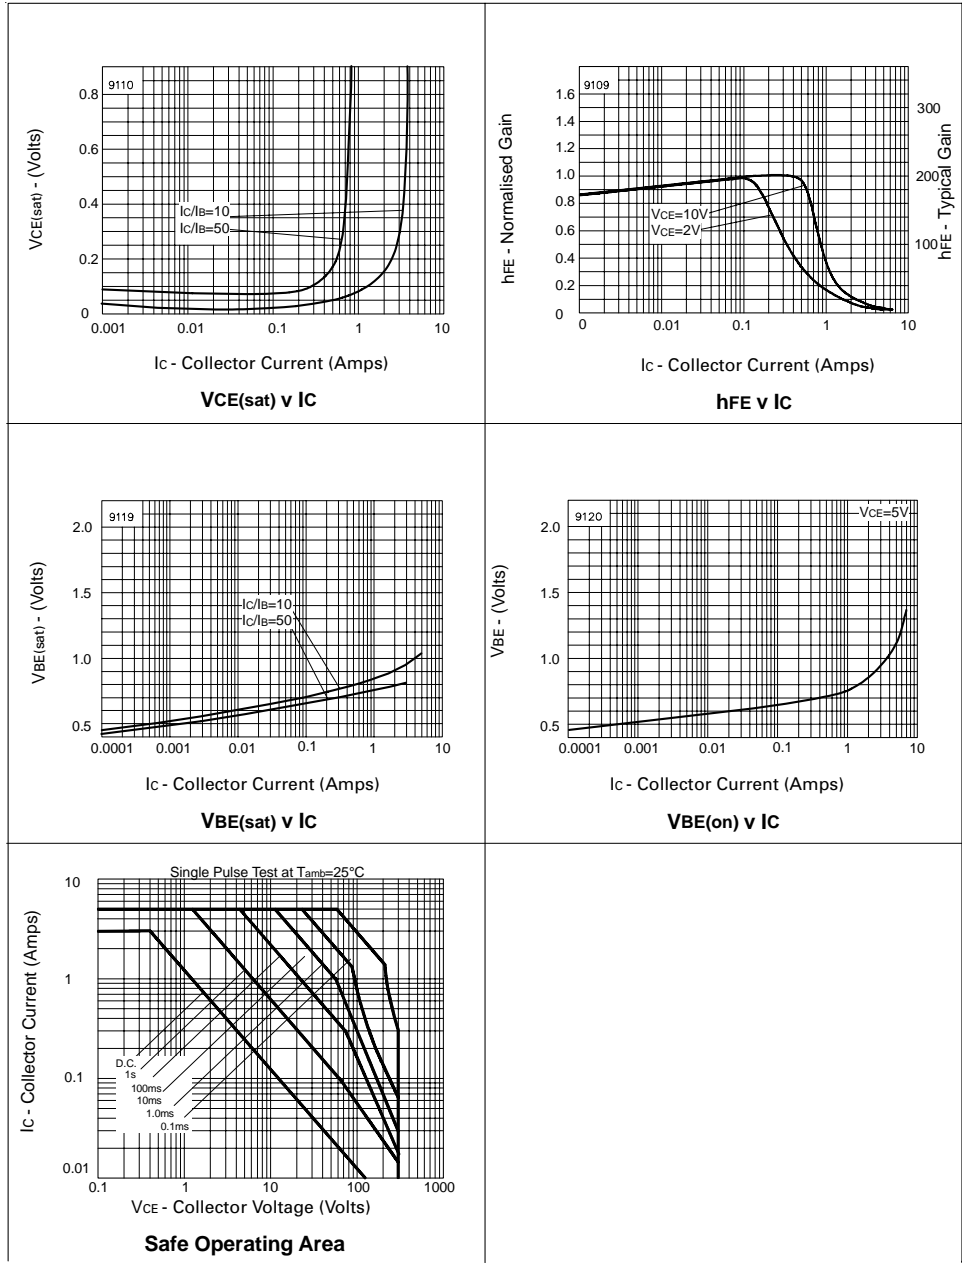 9110
0.8
0.6
0.4
0.2
0
VCE(sat) - (Volts)
IC/IB=10
IC/IB=50
0.001
0.01
0.1
1
10
IC - Collector Current (Amps)
VCE(sat) v IC
9109
1.6
1.4
1.2
1.0
0.8
0.6
0.4
0.2
0
hFE - Normalised Gain
300
200
100
hFE - Typical Gain
VCE=10V
VCE=2V
0
0.01
0.1
1
10
IC - Collector Current (Amps)
hFE v IC
9119
2.0
1.5
1.0
0.5
VBE(sat) - (Volts)
IC/IB=10
IC/IB=50
0.0001
0.001
0.01
0.1
1
10
IC - Collector Current (Amps)
VBE(sat) v IC
9120
VCE=5V
2.0
1.5
1.0
0.5
VBE - (Volts)
0.0001
0.001
0.01
0.1
1
10
IC - Collector Current (Amps)
VBE(on) v IC
Single Pulse Test at Tamb=25°C
10
1
0.1
0.01
IC - Collector Current (Amps)
D.C.
1s
100ms
10ms
1.0ms
0.1ms
0.1
1
10
100
1000
VCE - Collector Voltage (Volts)
Safe Operating Area